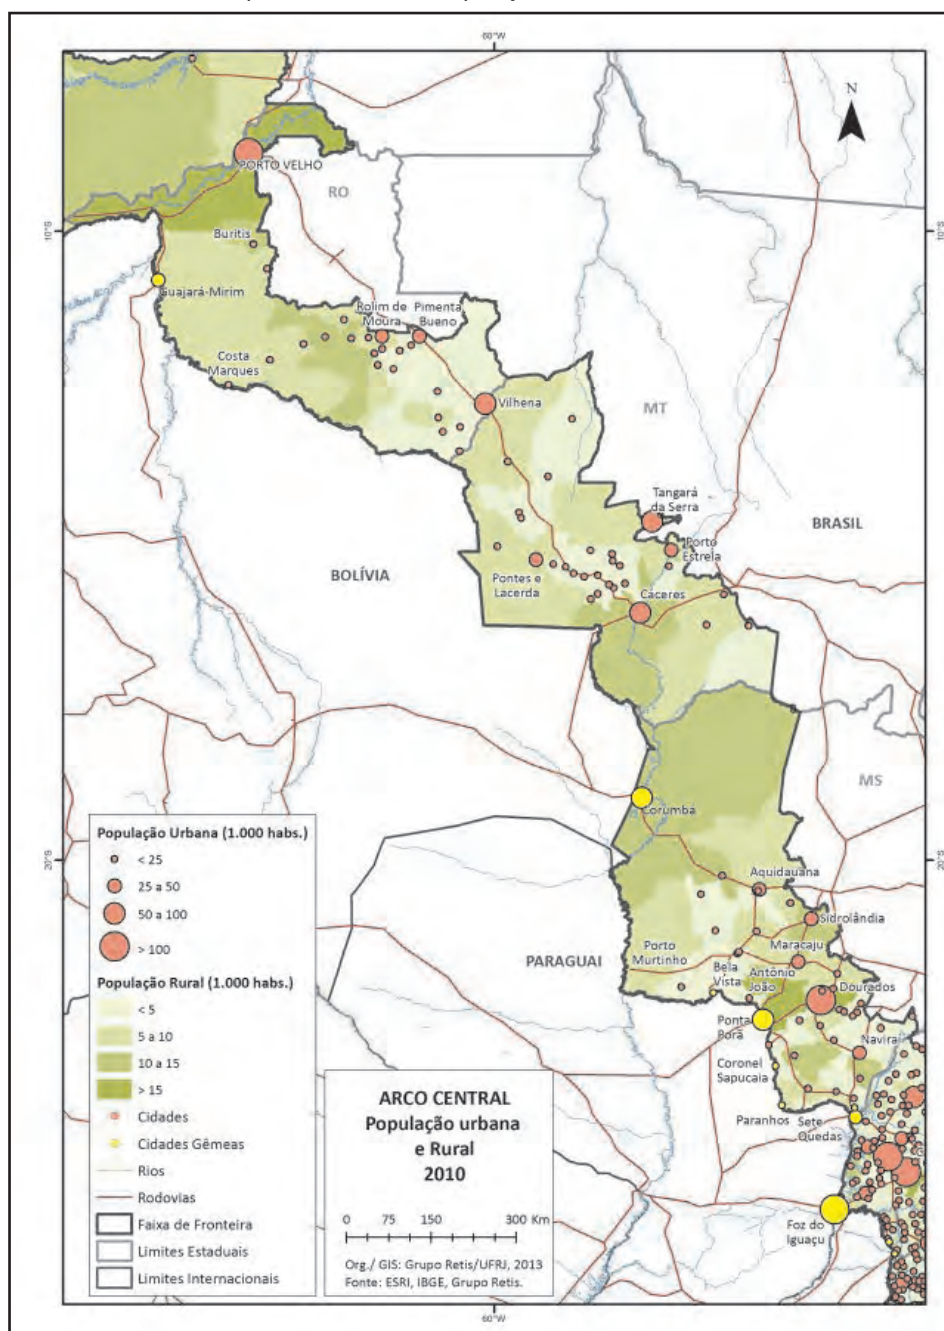 60°W
N
PORTO VELHO
RO
10°S
10°S
Buritis
Guajará-Mirim
Rolim de
Moura
Pimenta
Bueno
Costa
Marques
Vilhena
MT
Tangará
da Serra
BRASIL
Porto
Estrela
BOLÍVIA
Pontes e
Lacerda
Cáceres
MS
Corumbá
20°S
20°S
Aquidauana
Sidrolândia
Maracaju
PARAGUAI
Porto
Murtinho
Bela
Vista
Antônio
João
Dourados
Ponta
Porã
Naviraí
Coronel
Sapucaia
Paranhos
Sete
Quedas
Foz do
Iguaçu
População Urbana (1.000 habs.)
< 25
25 a 50
50 a 100
> 100
População Rural (1.000 habs.)
< 5
5 a 10
10 a 15
> 15
Cidades
Cidades Gêmeas
Rios
Rodovias
Faixa de Fronteira
Limites Estaduais
Limites Internacionais
ARCO CENTRAL
População urbana
e Rural
2010
0 75 150 300 Km
Org./ GIS: Grupo Retis/UFRJ, 2013
Fonte: ESRI, IBGE, Grupo Retis.
60°W